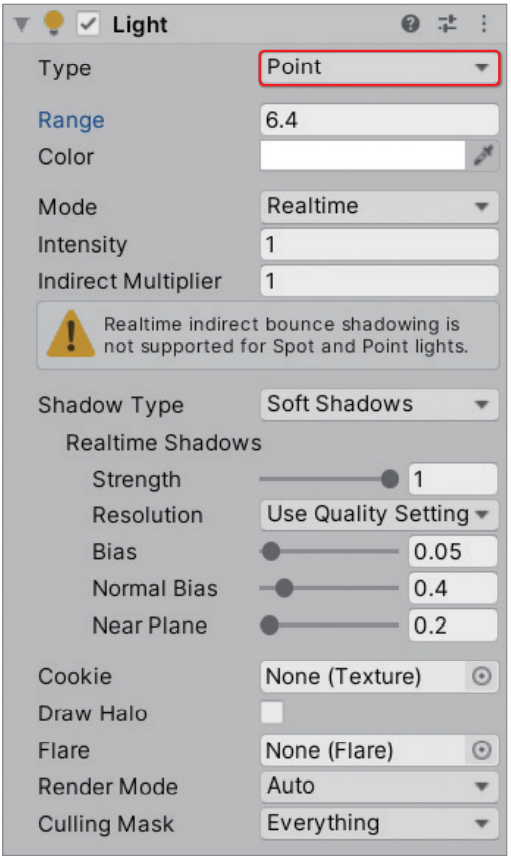 Light
Type Point
Range 6.4
Color
Mode Realtime
Intensity 1
Indirect Multiplier 1
Realtime indirect bounce shadowing is
not supported for Spot and Point lights.
Shadow Type Soft Shadows
Realtime Shadows
Strength 1
Resolution Use Quality Setting
Bias 0.05
Normal Bias 0.4
Near Plane 0.2
Cookie None (Texture)
Draw Halo
Flare None (Flare)
Render Mode Auto
Culling Mask Everything